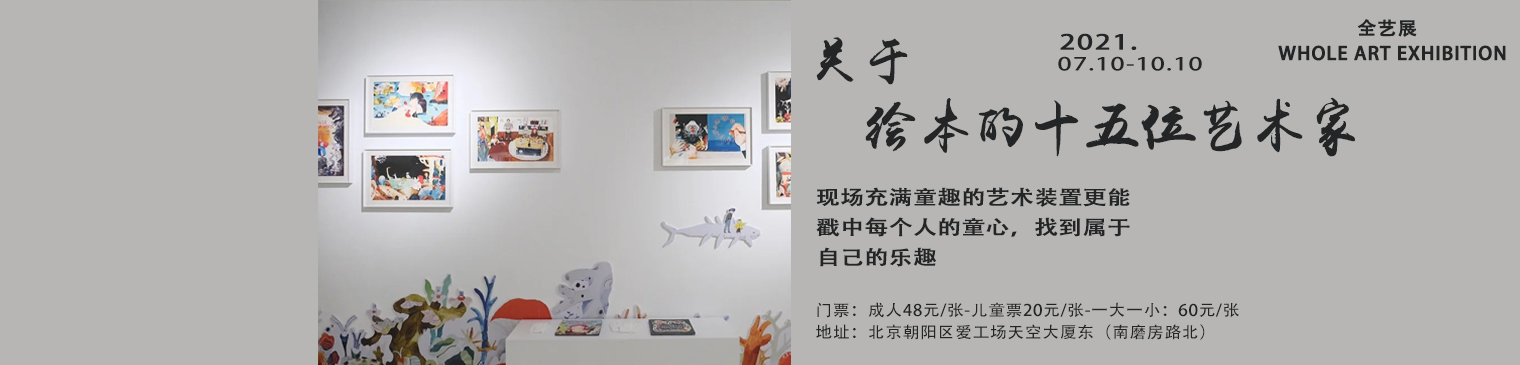 关于
2021.
07.10-10.10
全艺展
WHOLE ART EXHIBITION
绘本的十五位艺术家
现场充满童趣的艺术装置更能
戳中每个人的童心，找到属于
自己的乐趣
门票：成人48元/张-儿童票20元/张-一大一小：60元/张
地址：北京朝阳区爱工场天空大厦东（南磨房路北）